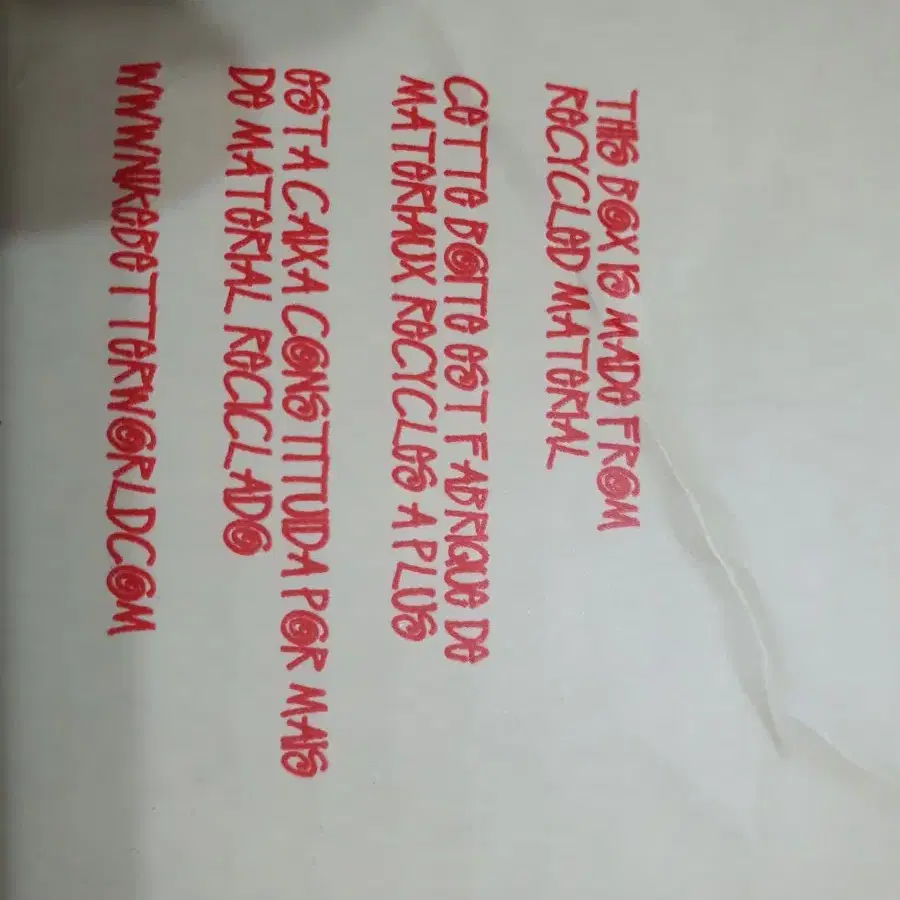 THIS BOX IS MADE FROM
RECYCLED MATERIAL
CETTE BOITE EST FABRIQUE DE
MATERIAUX RECYCLES A PLUS
ESTA CAIXA CONSTITUIDA POR MAIS
DE MATERIAL RECICLADO
WWWNIKEBETTERWORLDCOM